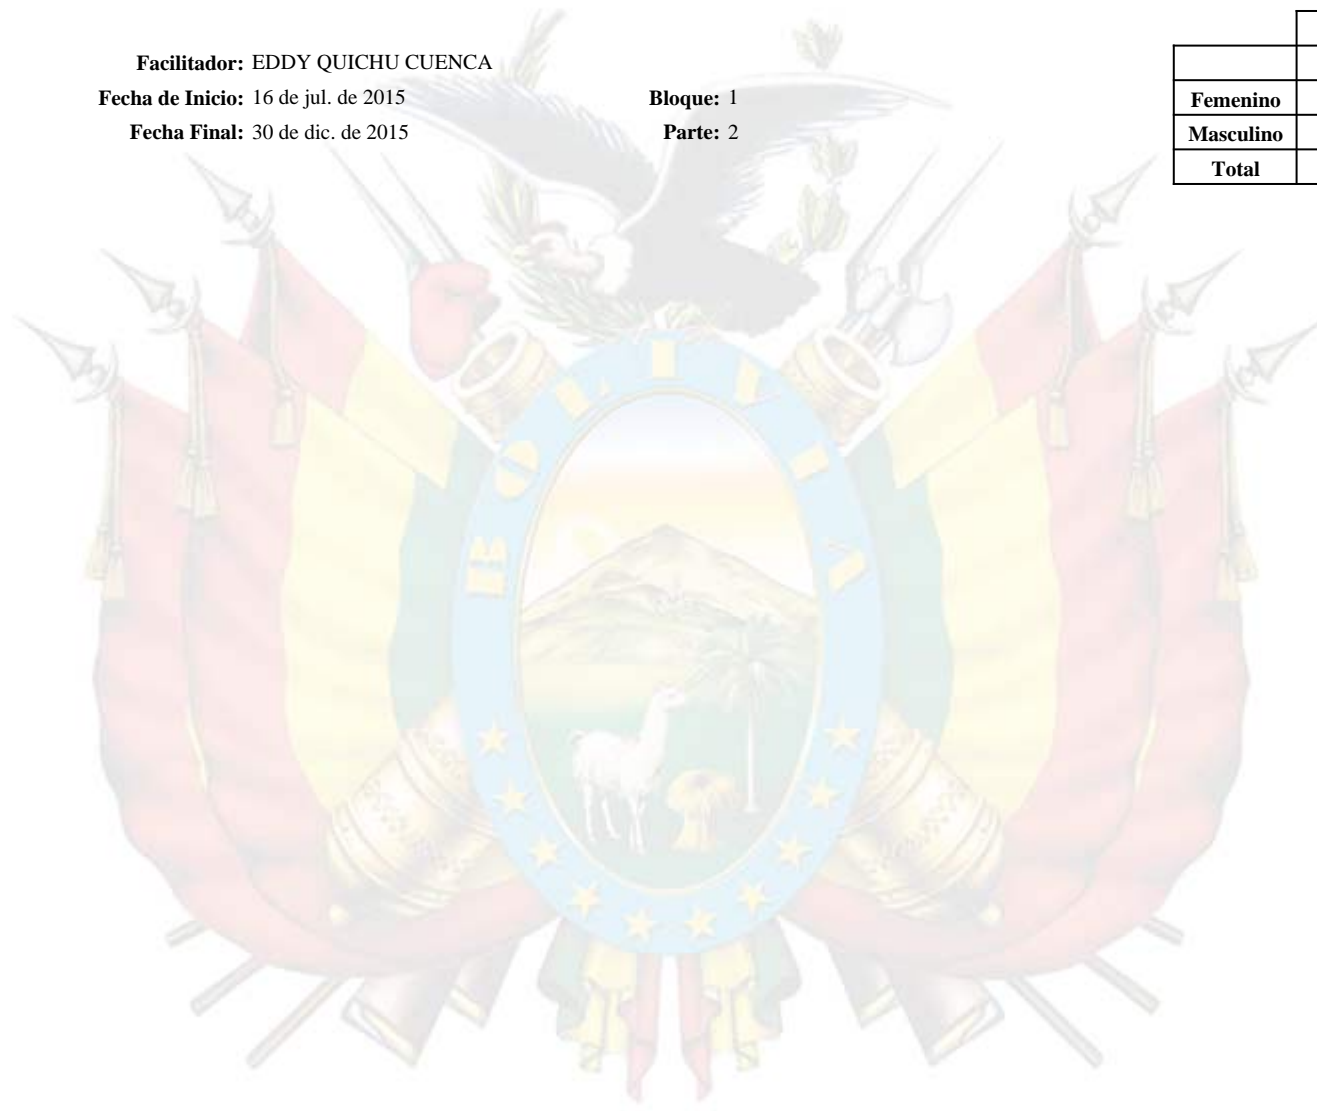 Facilitador: EDDY QUICHU CUENCA
Fecha de Inicio: 16 de jul. de 2015 Bloque: 1
Fecha Final: 30 de dic. de 2015 Parte: 2
Femenino
Masculino
Total
BOLIVIA